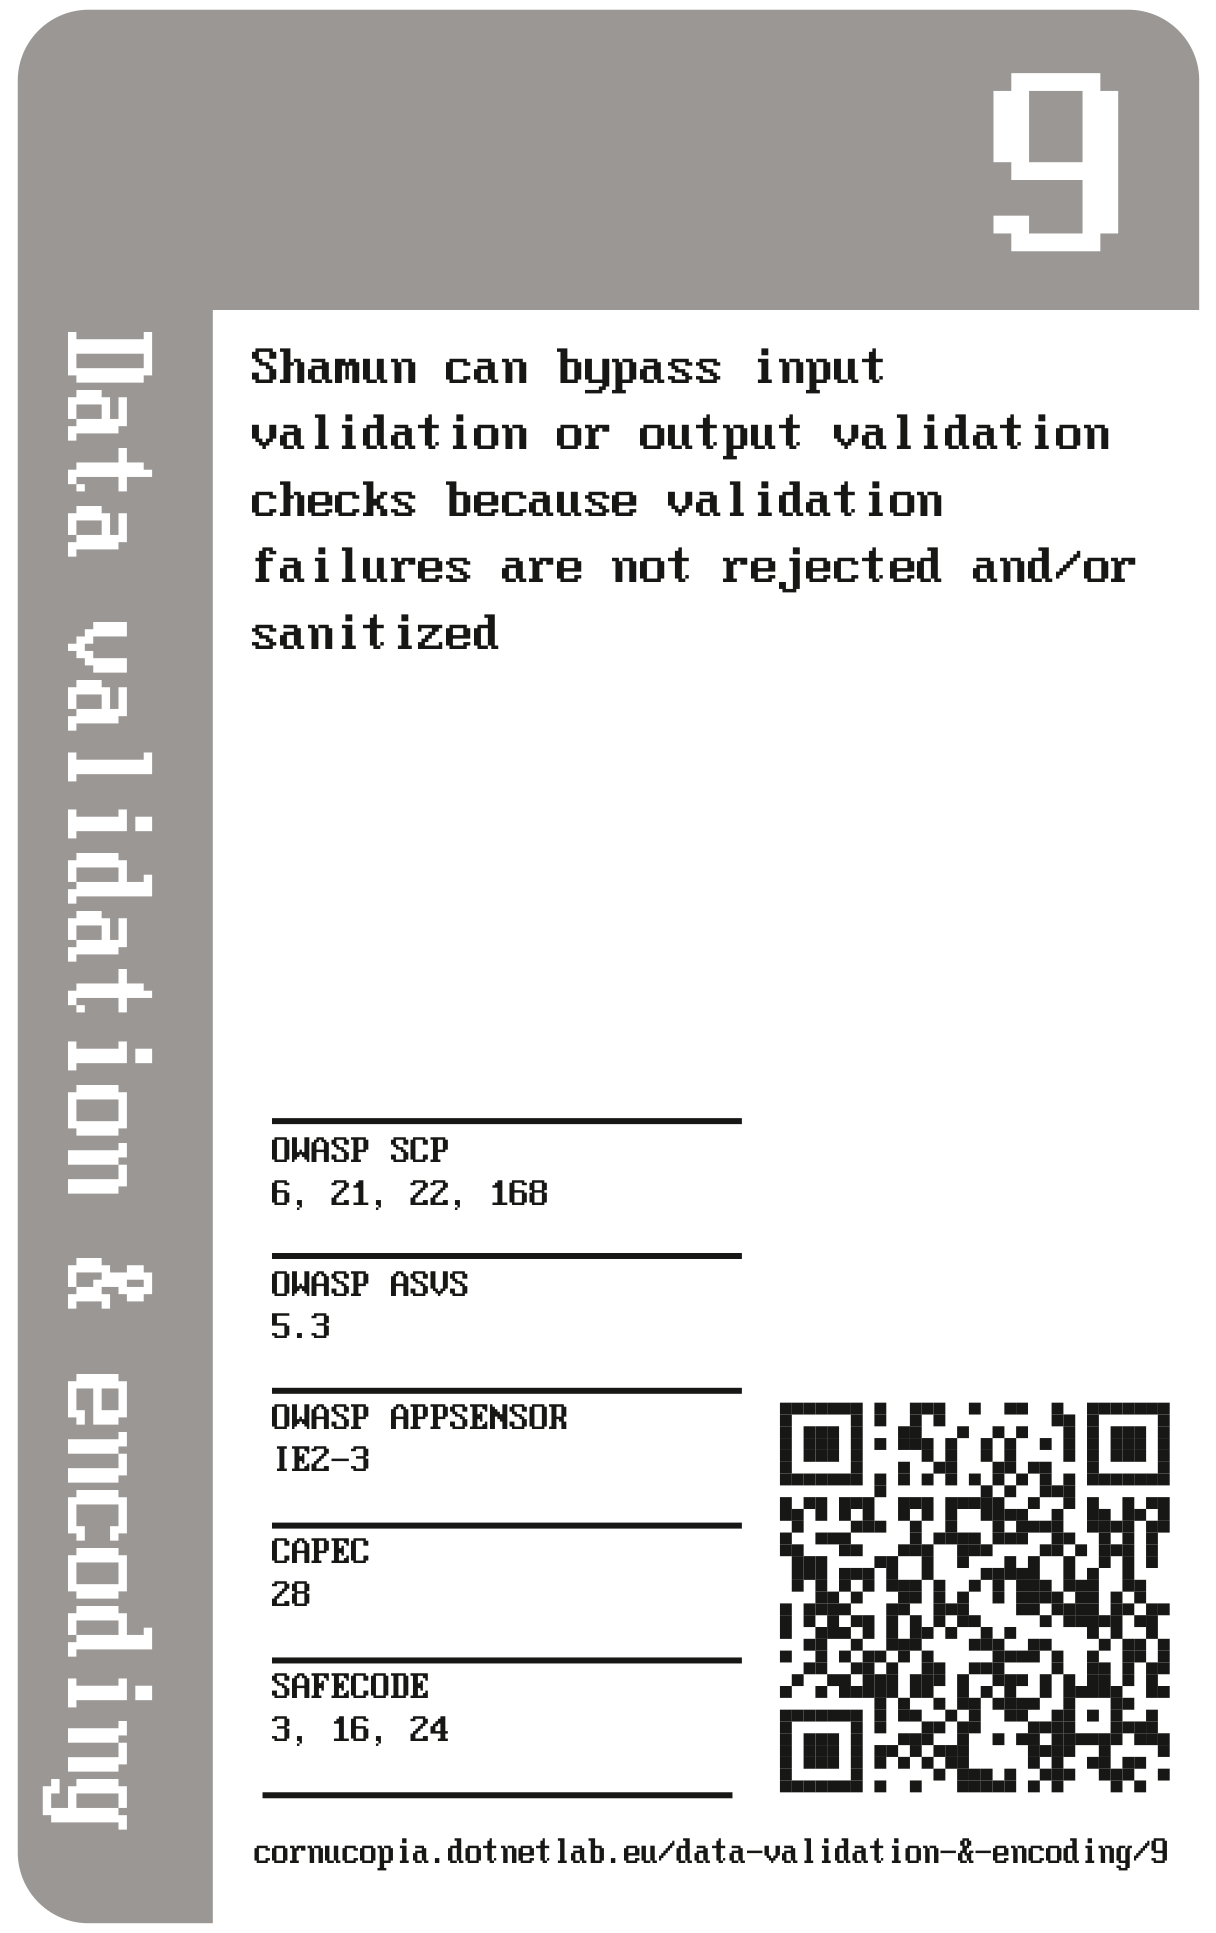 9
Data validation & encoding
Shamun can bypass input
validation or output validation
checks because validation
failures are not rejected and/or
sanitized
OWASP SCP
6, 21, 22, 168
OWASP ASVS
5.3
OWASP APPSENSOR
IE2-3
CAPEC
28
SAFECODE
3, 16, 24
cornucopia.dotnetlab.eu/data-validation-&-encoding/9